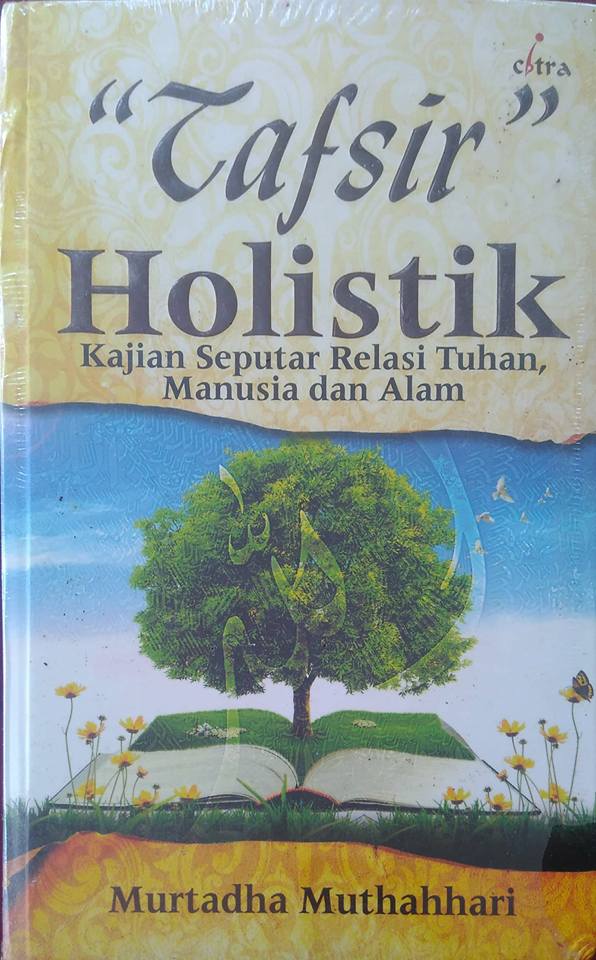 citra
“Tafsir”
Holistik
Kajian Seputar Relasi Tuhan,
Manusia dan Alam
Murtadha Muthahhari